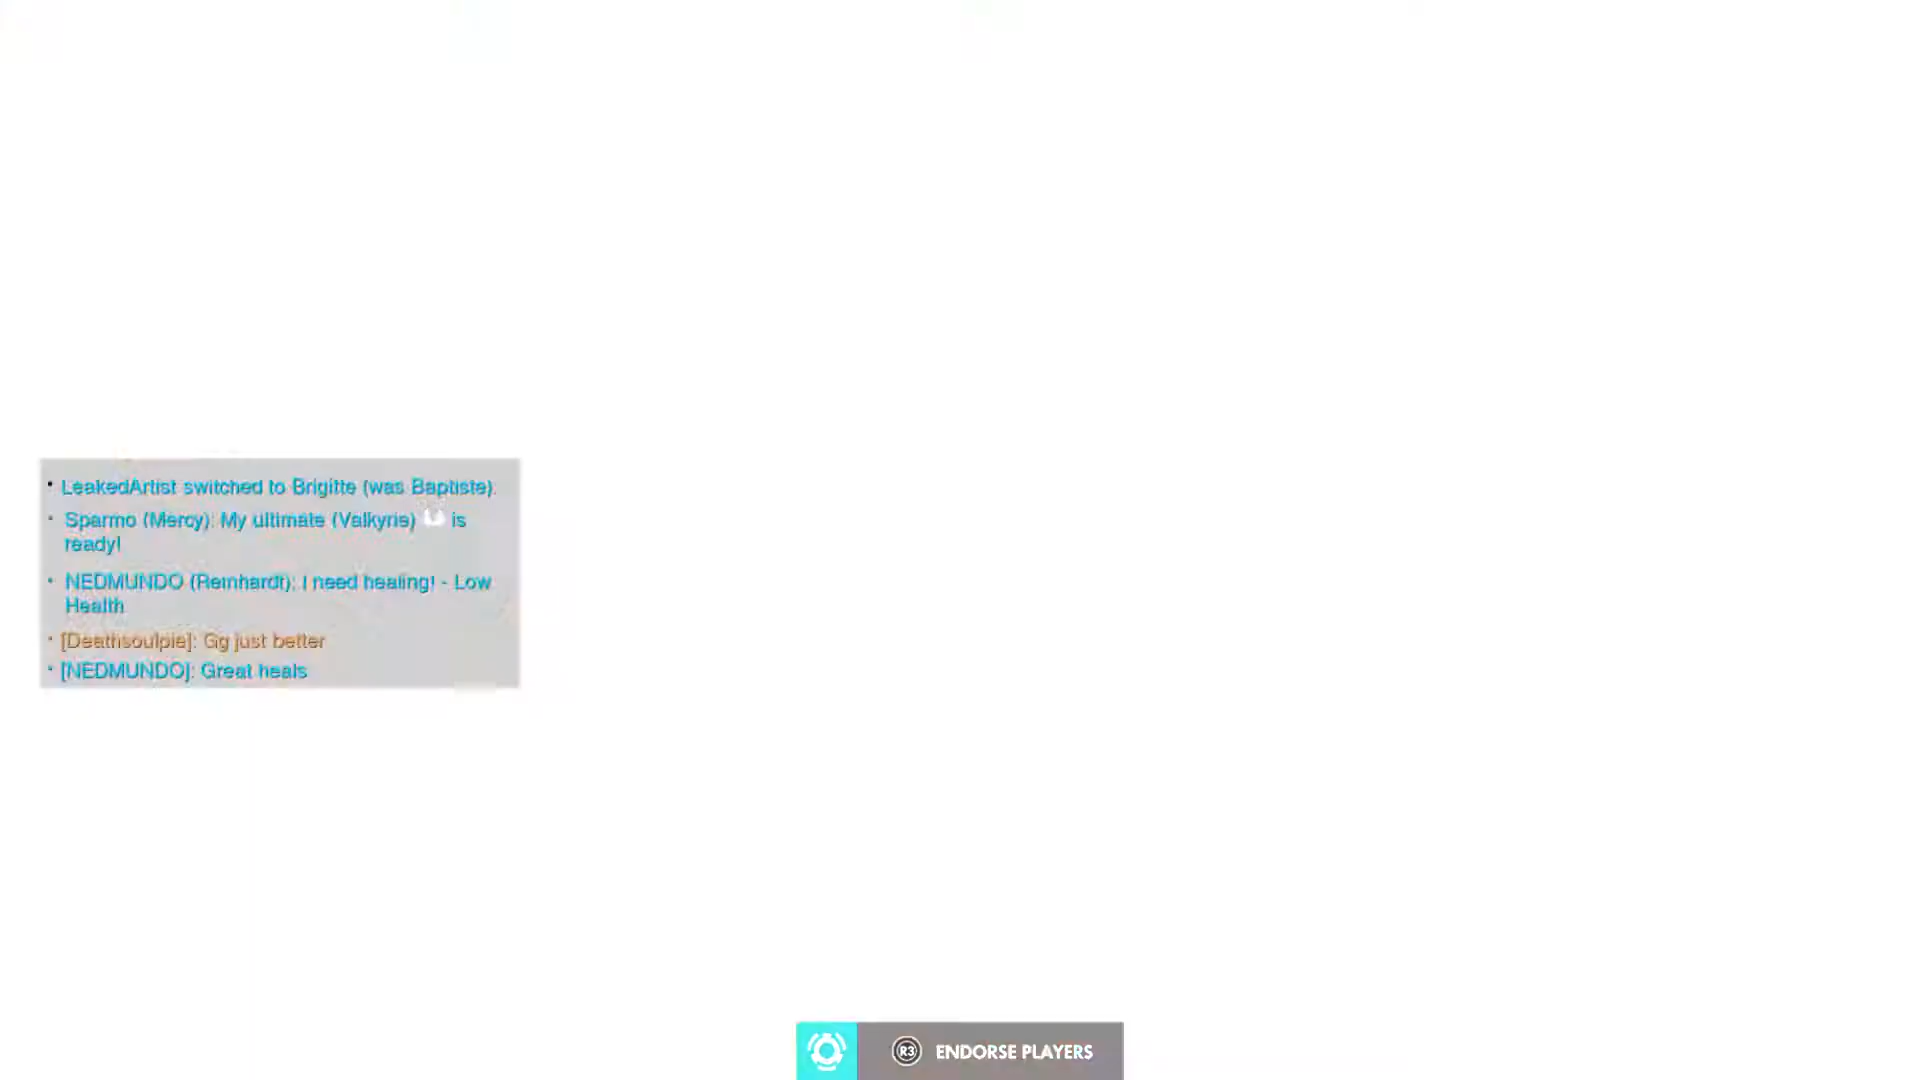 • LeakedArtist switched to Brigitte (was Baptiste).
• Sparmo (Mercy): My ultimate (Valkyrie) is
ready!
• NEDMUNDO (Reinhardt): I need healing! - Low
Health
• [Deathsoulpie]: Gg just better
• [NEDMUNDO]: Great heals
R3 ENDORSE PLAYERS